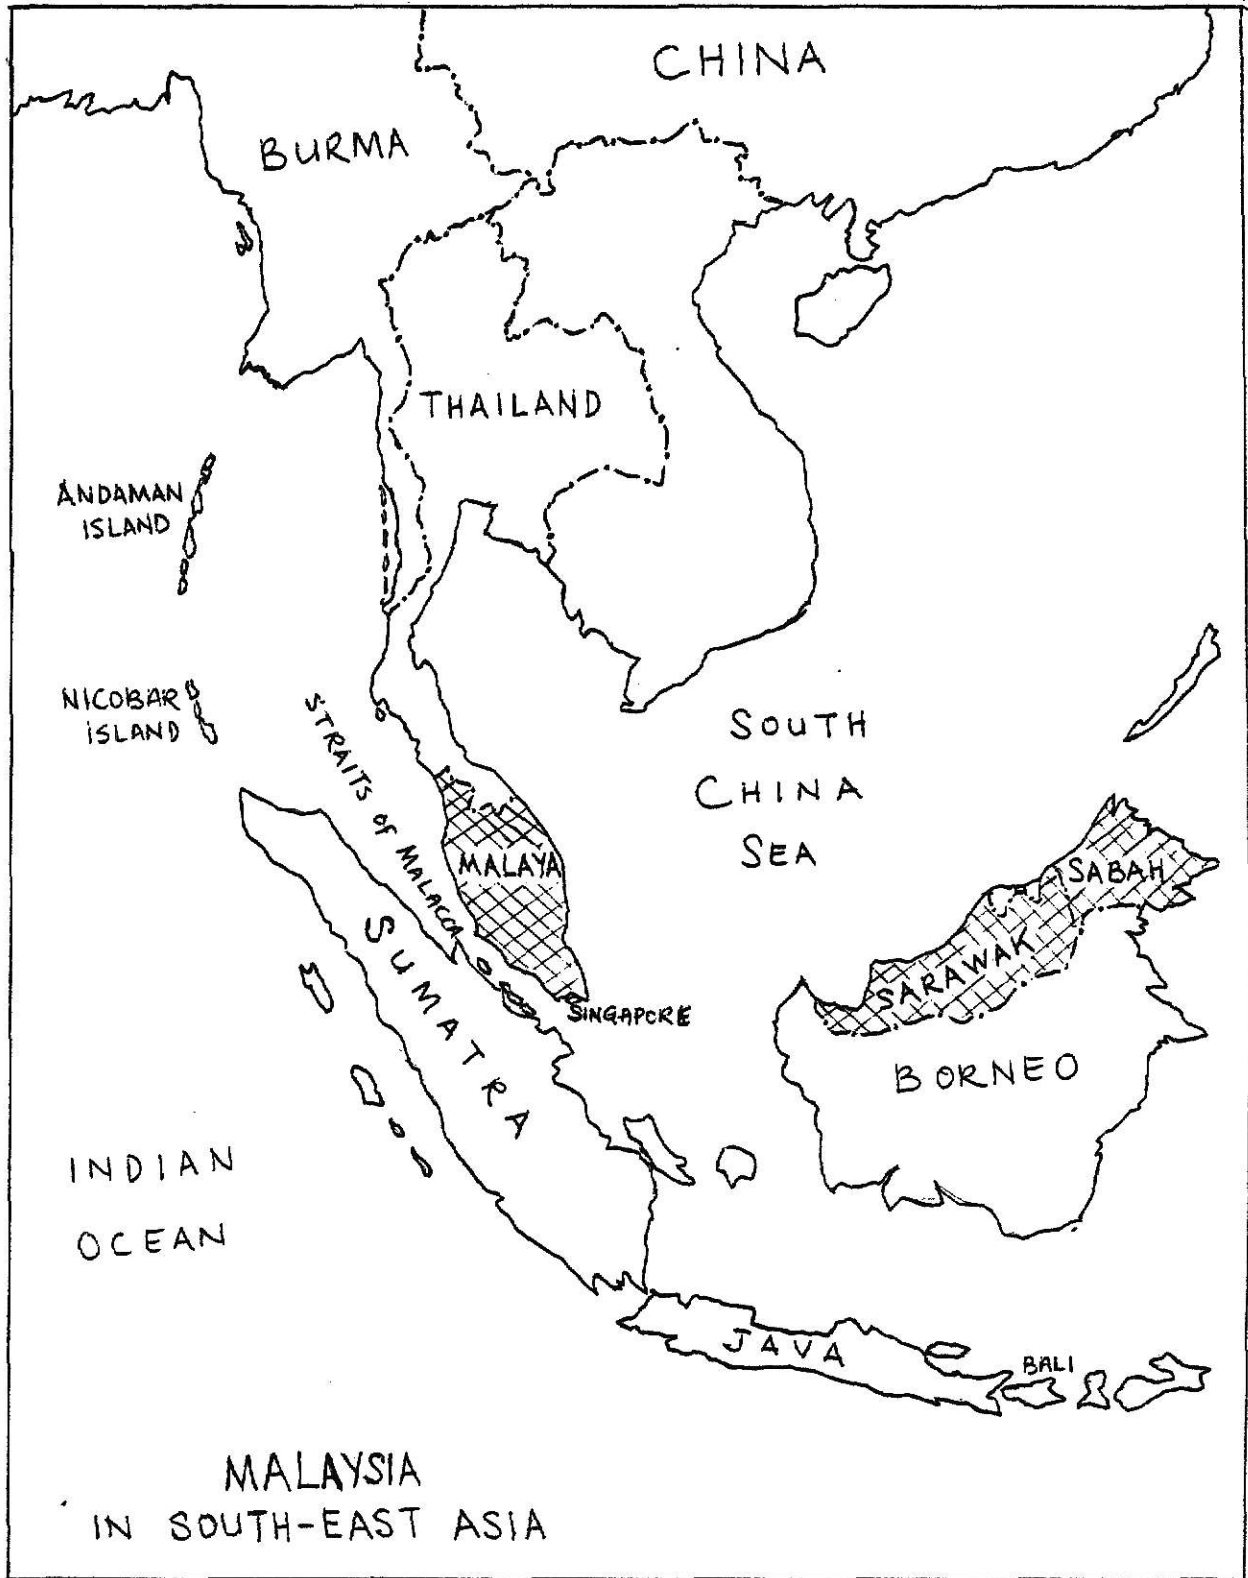 CHINA
BURMA
THAILAND
ANDAMAN
ISLAND
NICOBAR
ISLAND
STRAITS OF MALACCA
SOUTH
CHINA
SEA
MALAYA
SABAH
SARAWAK
SUMATRA
SINGAPORE
BORNEO
INDIAN
OCEAN
JAVA
BALI
MALAYSIA
IN SOUTH-EAST ASIA